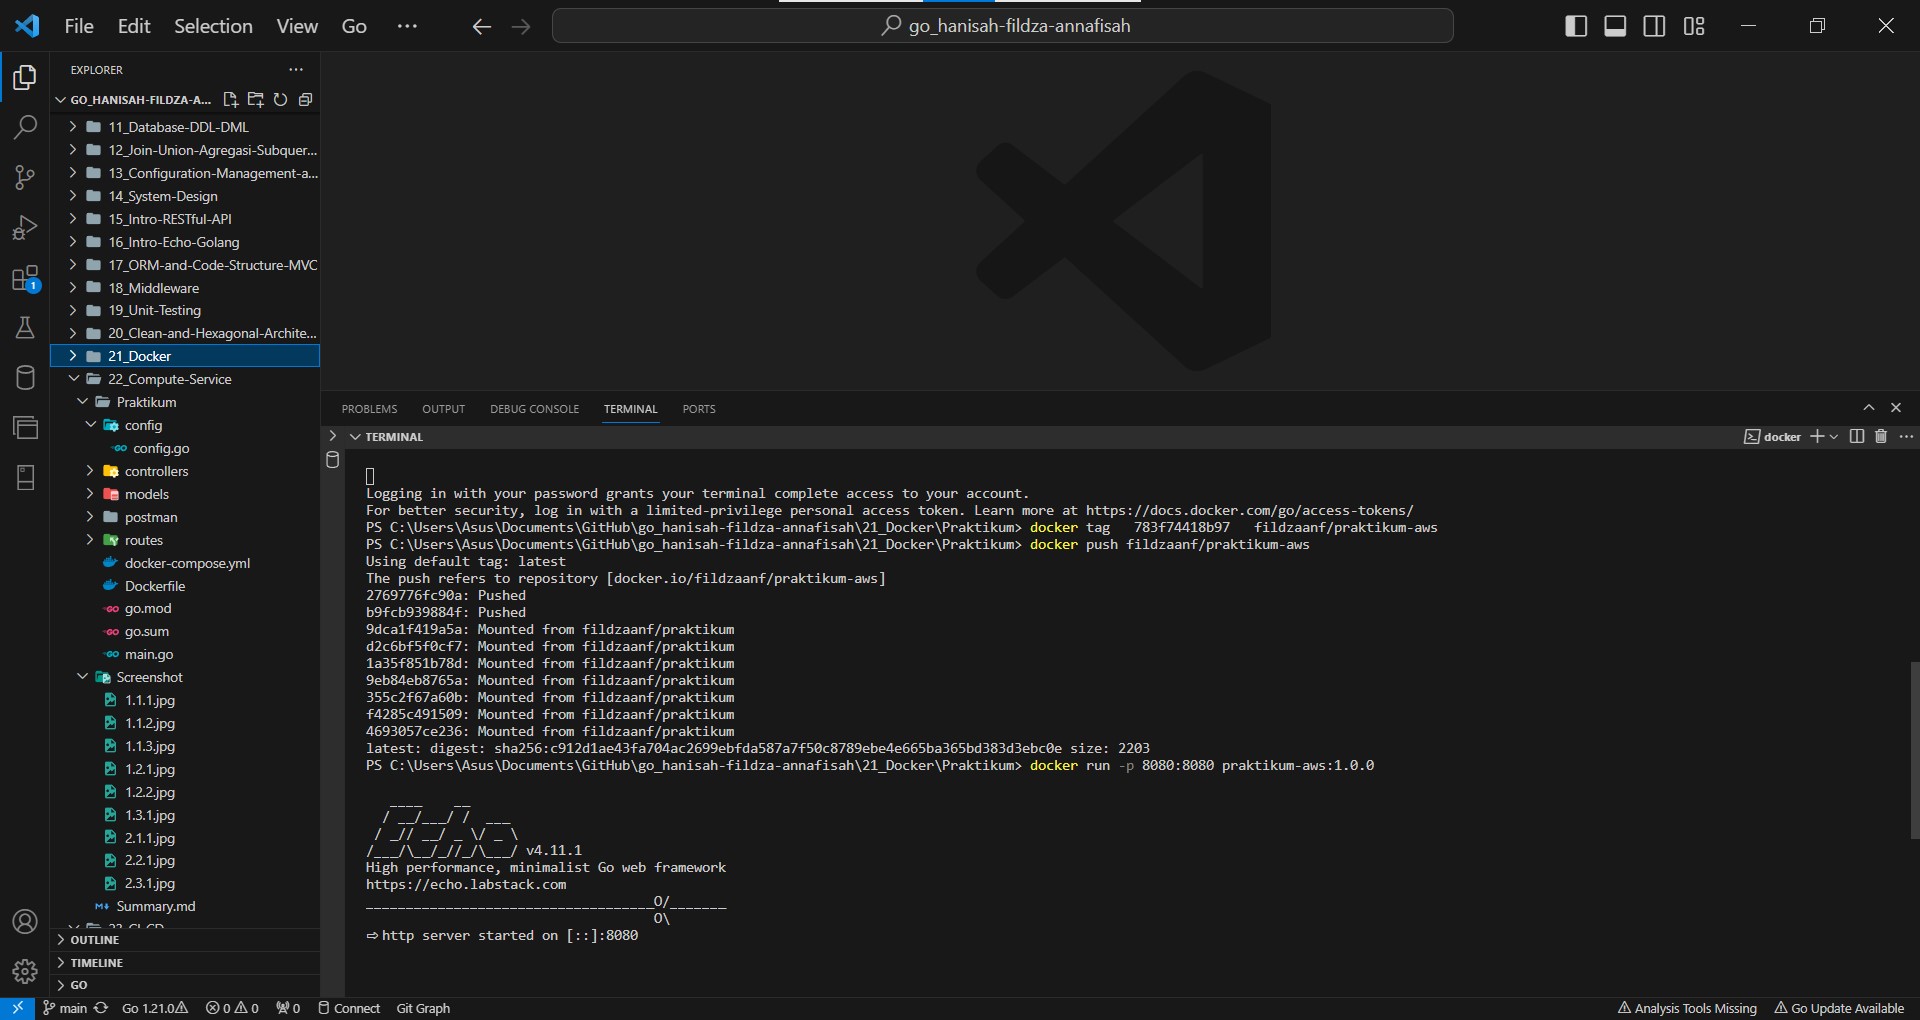 File Edit Selection View Go ···
go_hanisah-fildza-annafisah
EXPLORER
GO_HANISAH-FILDZA-A...
11_Database-DDL-DML
12_Join-Union-Agregasi-Subquer...
13_Configuration-Management-a...
14_System-Design
15_Intro-RESTful-API
16_Intro-Echo-Golang
17_ORM-and-Code-Structure-MVC
18_Middleware
19_Unit-Testing
20_Clean-and-Hexagonal-Archite...
21_Docker
22_Compute-Service
Praktikum
config
config.go
controllers
models
postman
routes
docker-compose.yml
Dockerfile
go.mod
go.sum
main.go
Screenshot
1.1.1.jpg
1.1.2.jpg
1.1.3.jpg
1.2.1.jpg
1.2.2.jpg
1.3.1.jpg
2.1.1.jpg
2.2.1.jpg
2.3.1.jpg
Summary.md
OUTLINE
TIMELINE
GO
1
PROBLEMS OUTPUT DEBUG CONSOLE TERMINAL PORTS
TERMINAL
docker
Logging in with your password grants your terminal complete access to your account.
For better security, log in with a limited-privilege personal access token. Learn more at https://docs.docker.com/go/access-tokens/
PS C:\Users\Asus\Documents\GitHub\go_hanisah-fildza-annafisah\21_Docker\Praktikum> docker tag   783f74418b97   fildzaanf/praktikum-aws
PS C:\Users\Asus\Documents\GitHub\go_hanisah-fildza-annafisah\21_Docker\Praktikum> docker push fildzaanf/praktikum-aws
Using default tag: latest
The push refers to repository [docker.io/fildzaanf/praktikum-aws]
2769776fc90a: Pushed
b9fcb939884f: Pushed
9dca1f419a5a: Mounted from fildzaanf/praktikum
d2c6bf5f0cf7: Mounted from fildzaanf/praktikum
1a35f851b78d: Mounted from fildzaanf/praktikum
9eb84eb8765a: Mounted from fildzaanf/praktikum
355c2f67a60b: Mounted from fildzaanf/praktikum
f4285c491509: Mounted from fildzaanf/praktikum
4693057ce236: Mounted from fildzaanf/praktikum
latest: digest: sha256:c912d1ae43fa704ac2699ebfda587a7f50c8789ebe4e665ba365bd383d3ebc0e size: 2203
PS C:\Users\Asus\Documents\GitHub\go_hanisah-fildza-annafisah\21_Docker\Praktikum> docker run -p 8080:8080 praktikum-aws:1.0.0
   ____    __
  / __/___/ /  ___
 / _// __/ _ \/ _ \
/___/\__/_//_/\___/ v4.11.1
High performance, minimalist Go web framework
https://echo.labstack.com
____________________________________O/_______
                                    O\
⇨ http server started on [::]:8080
main Go 1.21.0 0 0 0 Connect Git Graph
Analysis Tools Missing Go Update Available